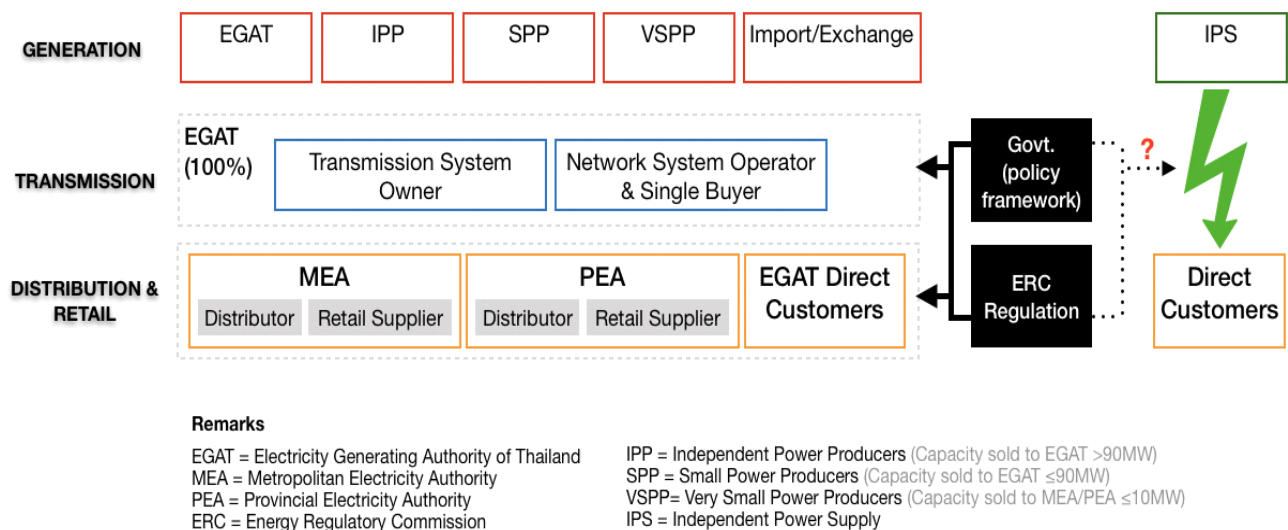 GENERATION
EGAT
IPP
SPP
VSPP
Import/Exchange
IPS
TRANSMISSION
EGAT
(100%)
Transmission System
Owner
Network System Operator
& Single Buyer
Govt.
(policy
framework)
?
DISTRIBUTION &
RETAIL
MEA
Distributor
Retail Supplier
PEA
Distributor
Retail Supplier
EGAT Direct
Customers
ERC
Regulation
Direct
Customers
Remarks
EGAT = Electricity Generating Authority of Thailand
MEA = Metropolitan Electricity Authority
PEA = Provincial Electricity Authority
ERC = Energy Regulatory Commission
IPP = Independent Power Producers (Capacity sold to EGAT >90MW)
SPP = Small Power Producers (Capacity sold to EGAT ≤90MW)
VSPP= Very Small Power Producers (Capacity sold to MEA/PEA ≤10MW)
IPS = Independent Power Supply